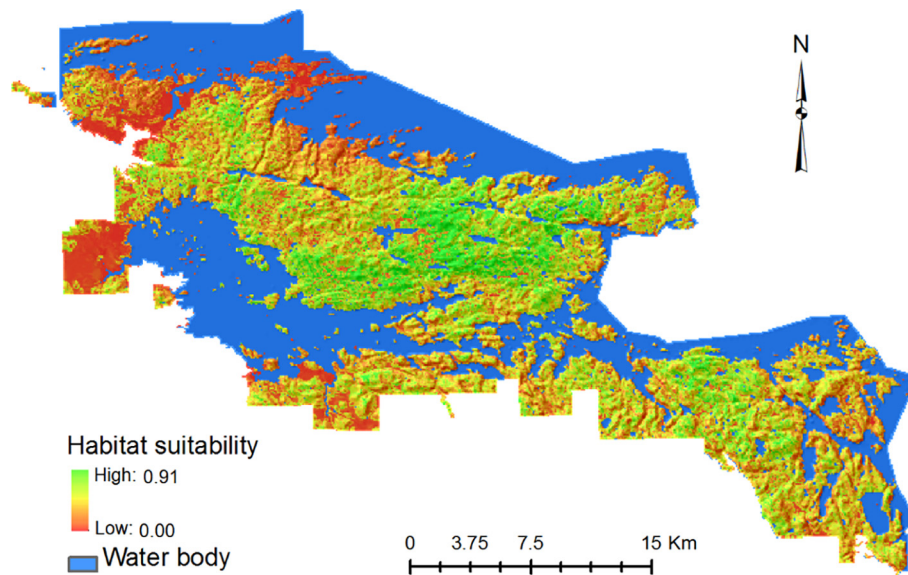 N
Habitat suitability
High: 0.91
Low: 0.00
Water body
0 3.75 7.5 15 Km